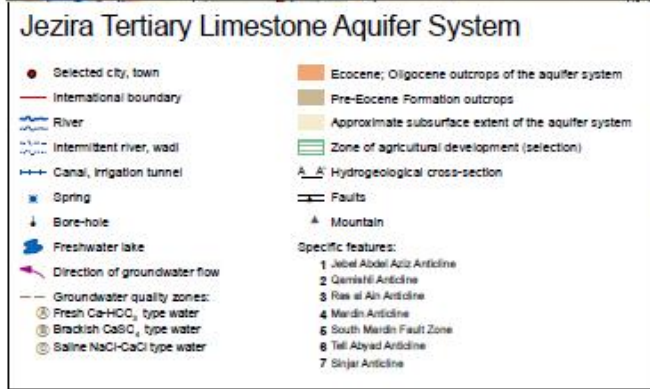 Jezira Tertiary Limestone Aquifer System
Selected city, town
International boundary
River
Intermittent river, wadi
Canal, irrigation tunnel
Spring
Bore-hole
Freshwater lake
Direction of groundwater flow
Groundwater quality zones:
A Fresh Ca-HCO3 type water
B Brackish CaSO4 type water
C Saline NaCl-CaCl type water
Ecocene; Oligocene outcrops of the aquifer system
Pre-Eocene Formation outcrops
Approximate subsurface extent of the aquifer system
Zone of agricultural development (selection)
A A' Hydrogeological cross-section
Faults
Mountain
Specific features:
1 Jebel Abdel Aziz Anticline
2 Qamishli Anticline
3 Ras al Ain Anticline
4 Mardin Anticline
5 South Mardin Fault Zone
6 Tell Abyad Anticline
7 Sinjar Anticline